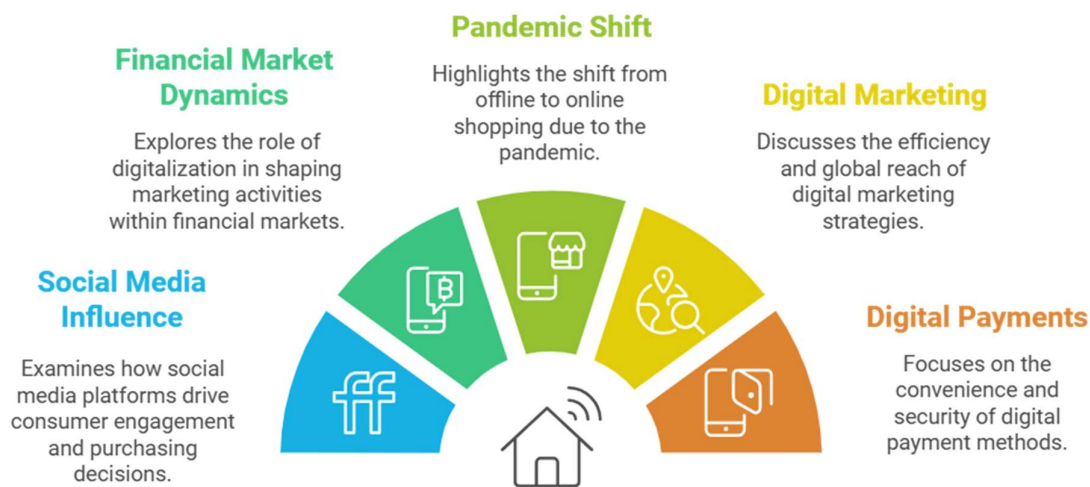 Social Media
Influence
Examines how social
media platforms drive
consumer engagement
and purchasing
decisions.
Financial Market
Dynamics
Explores the role of
digitalization in shaping
marketing activities
within financial markets.
Pandemic Shift
Highlights the shift from
offline to online
shopping due to the
pandemic.
Digital Marketing
Discusses the efficiency
and global reach of
digital marketing
strategies.
Digital Payments
Focuses on the
convenience and
security of digital
payment methods.